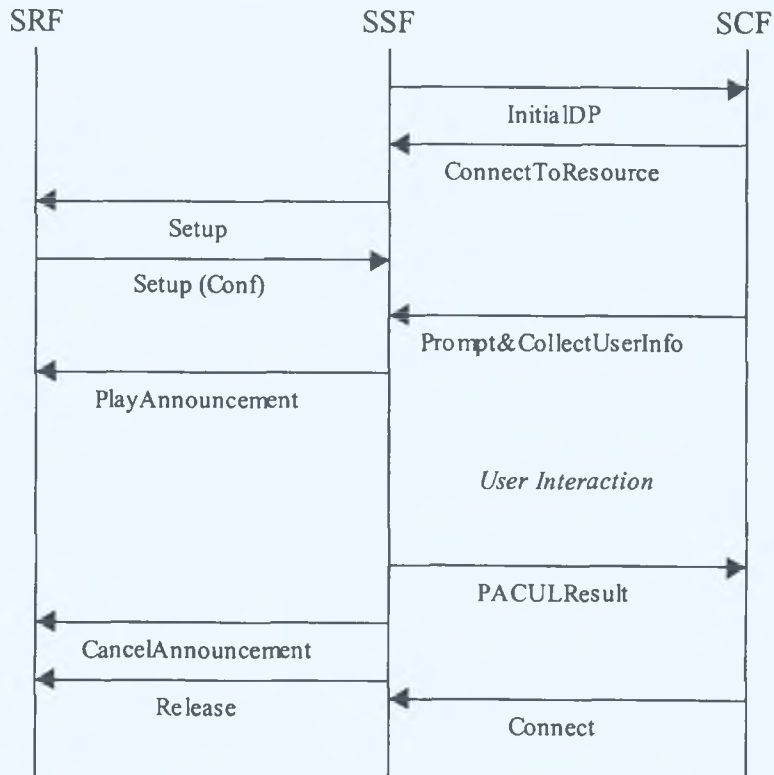 SRF SSF SCF
InitialDP
ConnectToResource
Setup
Setup (Conf)
Prompt&CollectUserInfo
PlayAnnouncement
User Interaction
PACULResult
CancelAnnouncement
Release
Connect